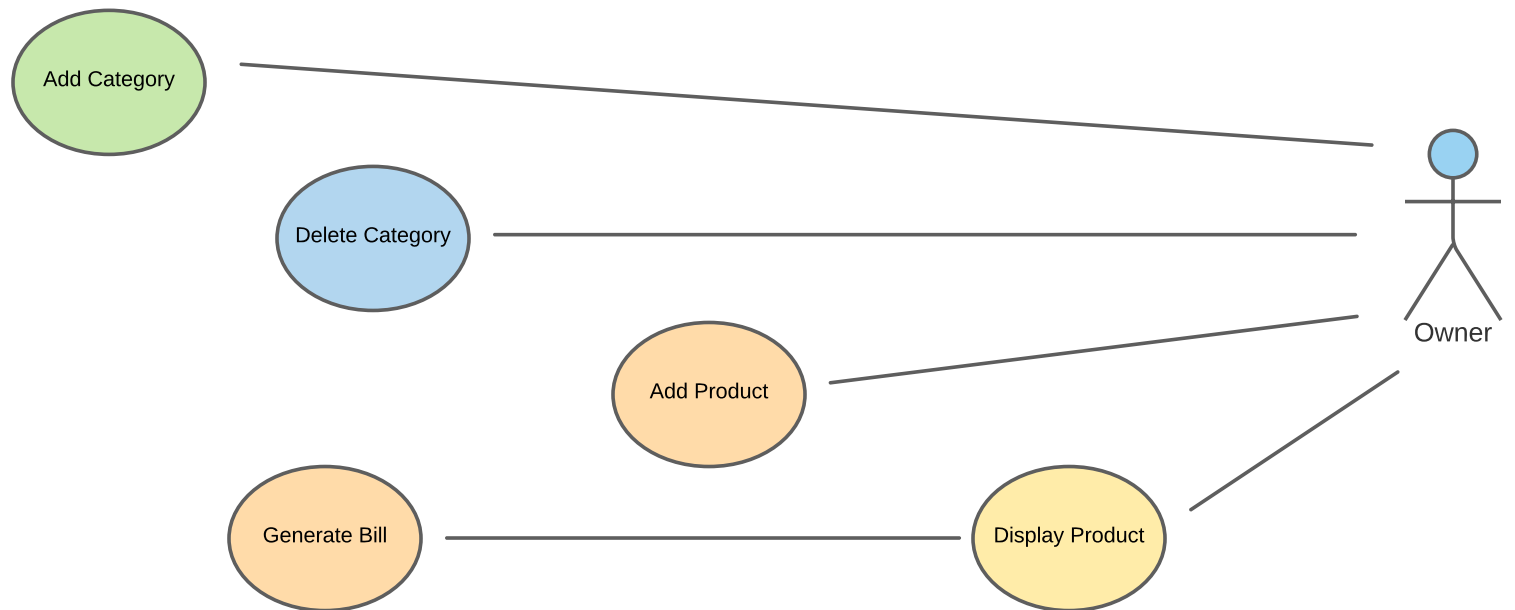 Add Category
Delete Category
Owner
Add Product
Generate Bill
Display Product